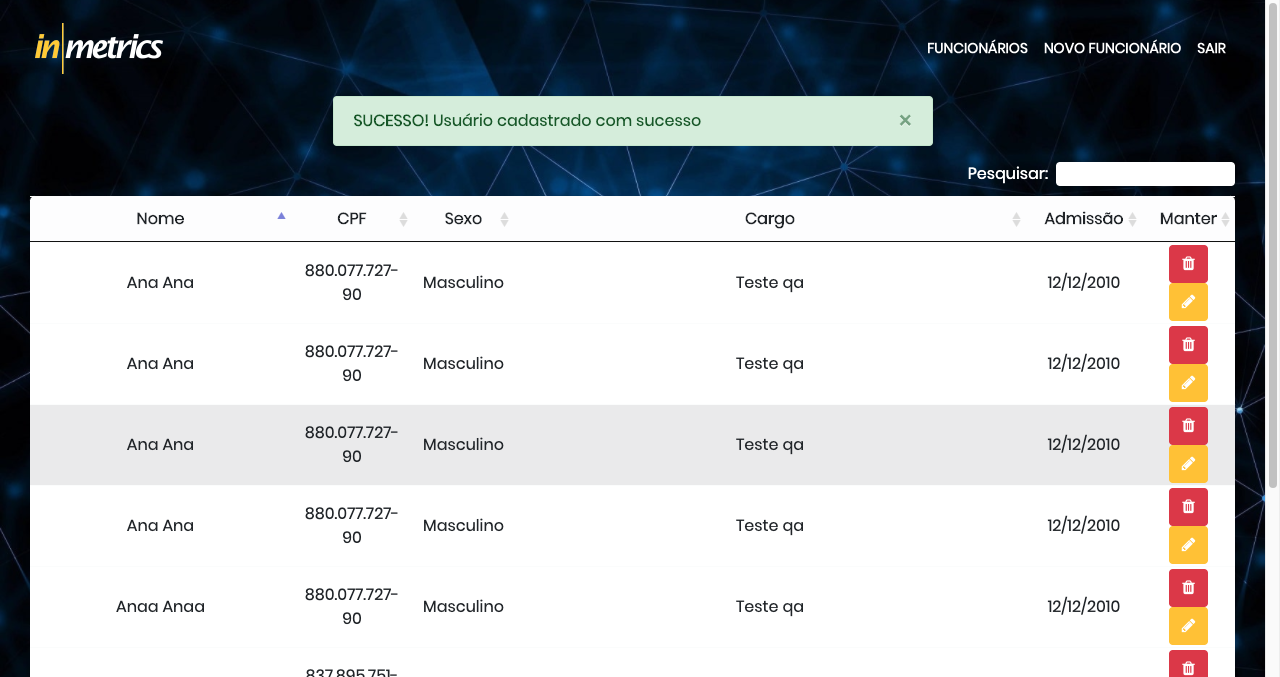 inmetrics
FUNCIONÁRIOS NOVO FUNCIONÁRIO SAIR
SUCESSO! Usuário cadastrado com sucesso ×
Pesquisar:
Nome CPF Sexo Cargo Admissão Manter
Ana Ana 880.077.727-90 Masculino Teste qa 12/12/2010
Ana Ana 880.077.727-90 Masculino Teste qa 12/12/2010
Ana Ana 880.077.727-90 Masculino Teste qa 12/12/2010
Ana Ana 880.077.727-90 Masculino Teste qa 12/12/2010
Anaa Anaa 880.077.727-90 Masculino Teste qa 12/12/2010
837.895.751-